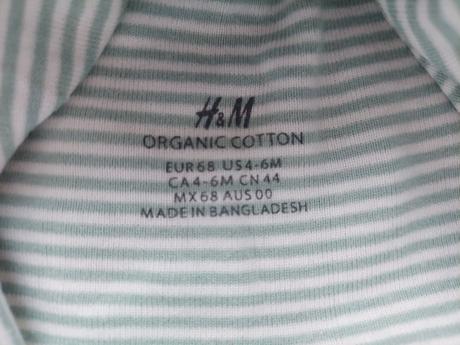 H&M
ORGANIC COTTON
EUR 68 US 4-6M
CA 4-6M CN 44
MX 68 AUS 00
MADE IN BANGLADESH